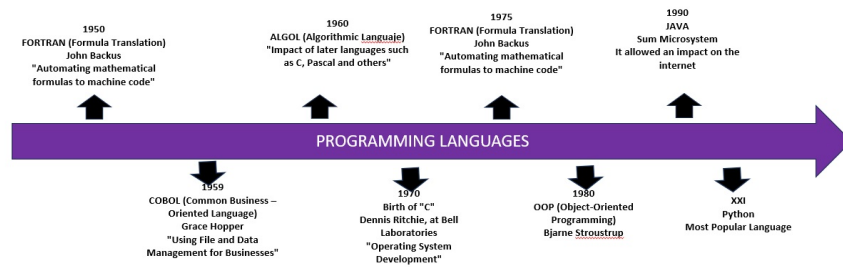 1950
FORTRAN (Formula Translation)
John Backus
"Automating mathematical
formulas to machine code"
1960
ALGOL (Algorithmic Languaje)
"Impact of later languages such
as C, Pascal and others"
1975
FORTRAN (Formula Translation)
John Backus
"Automating mathematical
formulas to machine code"
1990
JAVA
Sum Microsystem
It allowed an impact on the
internet
PROGRAMMING LANGUAGES
1959
COBOL (Common Business –
Oriented Language)
Grace Hopper
"Using File and Data
Management for Businesses"
1970
Birth of "C"
Dennis Ritchie, at Bell
Laboratories
"Operating System
Development"
1980
OOP (Object-Oriented
Programming)
Bjarne Stroustrup
XXI
Python
Most Popular Language